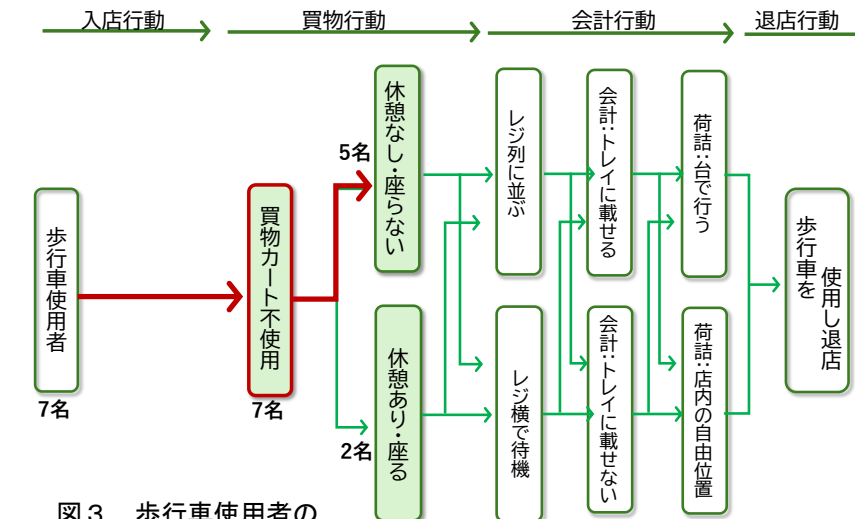 入店行動
買物行動
会計行動
退店行動
歩行車使用者
7名
買物カート不使用
7名
休憩なし・座らない
5名
休憩あり・座る
2名
レジ列に並ぶ
レジ横で待機
会計:トレイに載せる
会計:トレイに載せない
荷詰:台で行う
荷詰:店内の自由位置
歩行車を
使用し退店
図3 歩行車使用者の